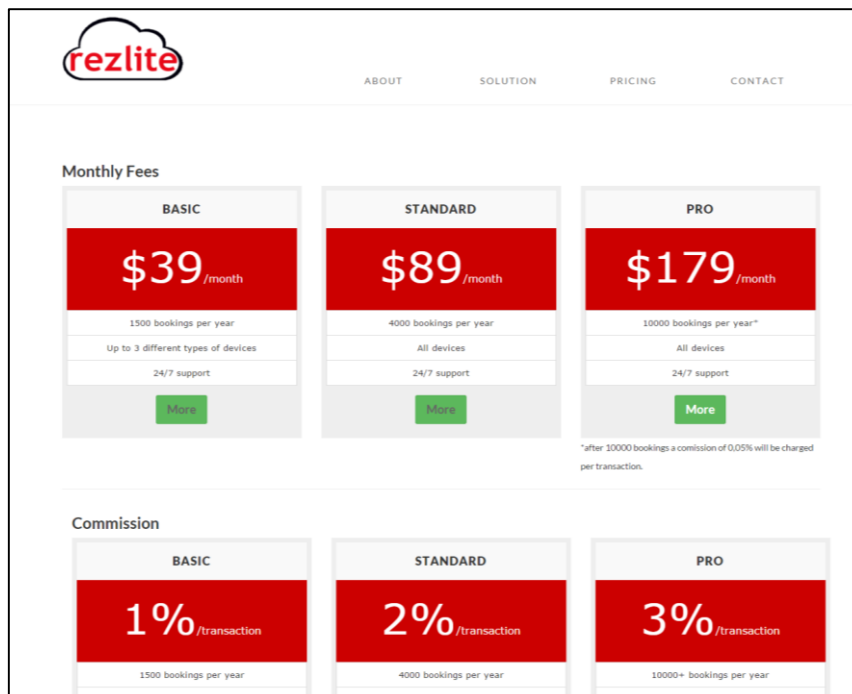 rezlite
ABOUT SOLUTION PRICING CONTACT
Monthly Fees
BASIC
$39/month
1500 bookings per year
Up to 3 different types of devices
24/7 support
More
STANDARD
$89/month
4000 bookings per year
All devices
24/7 support
More
PRO
$179/month
10000 bookings per year*
All devices
24/7 support
More
*after 10000 bookings a comission of 0,05% will be charged
per transaction.
Commission
BASIC
1%/transaction
1500 bookings per year
STANDARD
2%/transaction
4000 bookings per year
PRO
3%/transaction
10000+ bookings per year